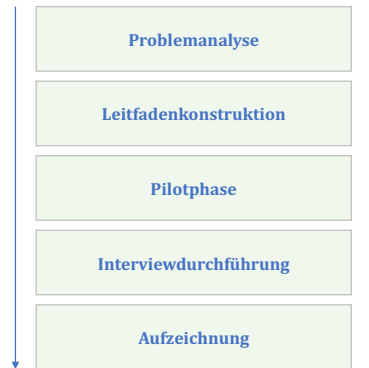 Problemanalyse
Leitfadenkonstruktion
Pilotphase
Interviewdurchführung
Aufzeichnung